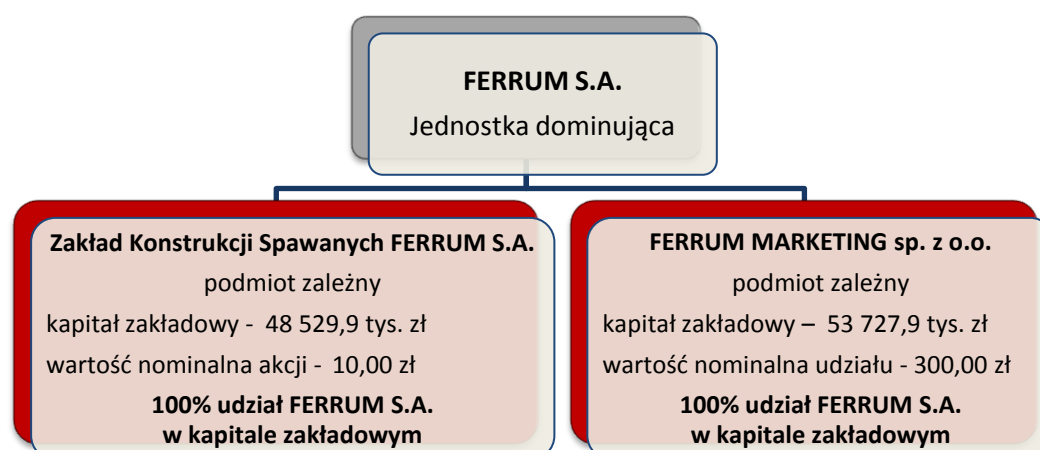 FERRUM S.A.
Jednostka dominująca
Zakład Konstrukcji Spawanych FERRUM S.A.
podmiot zależny
kapitał zakładowy - 48 529,9 tys. zł
wartość nominalna akcji - 10,00 zł
100% udział FERRUM S.A.
w kapitale zakładowym
FERRUM MARKETING sp. z o.o.
podmiot zależny
kapitał zakładowy – 53 727,9 tys. zł
wartość nominalna udziału - 300,00 zł
100% udział FERRUM S.A.
w kapitale zakładowym